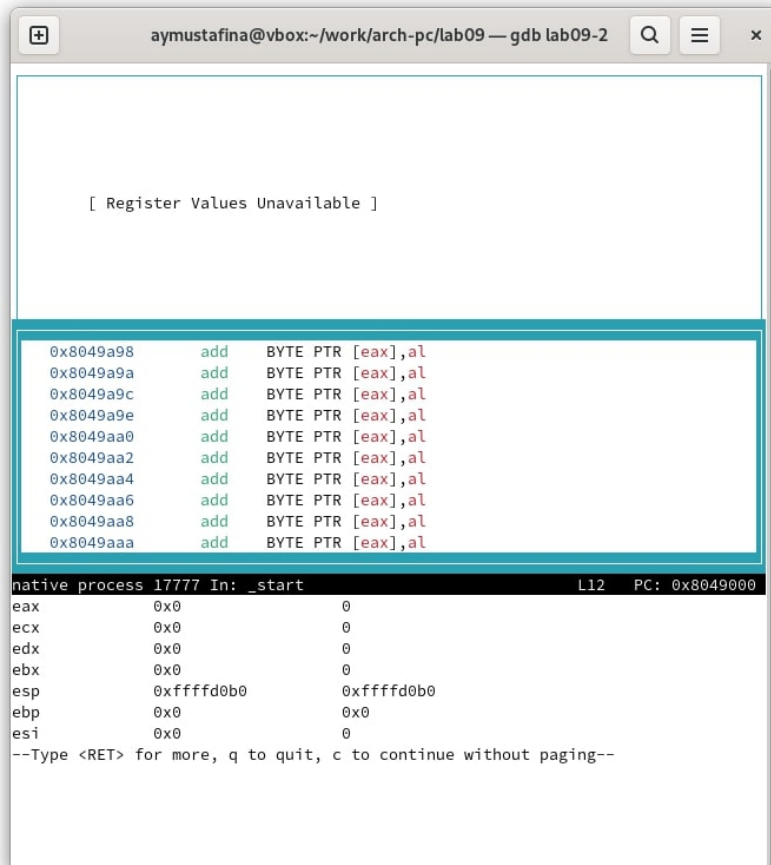 aymustafina@vbox:~/work/arch-pc/lab09 — gdb lab09-2
[ Register Values Unavailable ]
0x8049a98 add BYTE PTR [eax],al
0x8049a9a add BYTE PTR [eax],al
0x8049a9c add BYTE PTR [eax],al
0x8049a9e add BYTE PTR [eax],al
0x8049aa0 add BYTE PTR [eax],al
0x8049aa2 add BYTE PTR [eax],al
0x8049aa4 add BYTE PTR [eax],al
0x8049aa6 add BYTE PTR [eax],al
0x8049aa8 add BYTE PTR [eax],al
0x8049aaa add BYTE PTR [eax],al
native process 17777 In: _start L12 PC: 0x8049000
eax 0x0 0
ecx 0x0 0
edx 0x0 0
ebx 0x0 0
esp 0xffffd0b0 0xffffd0b0
ebp 0x0 0x0
esi 0x0 0
--Type <RET> for more, q to quit, c to continue without paging--